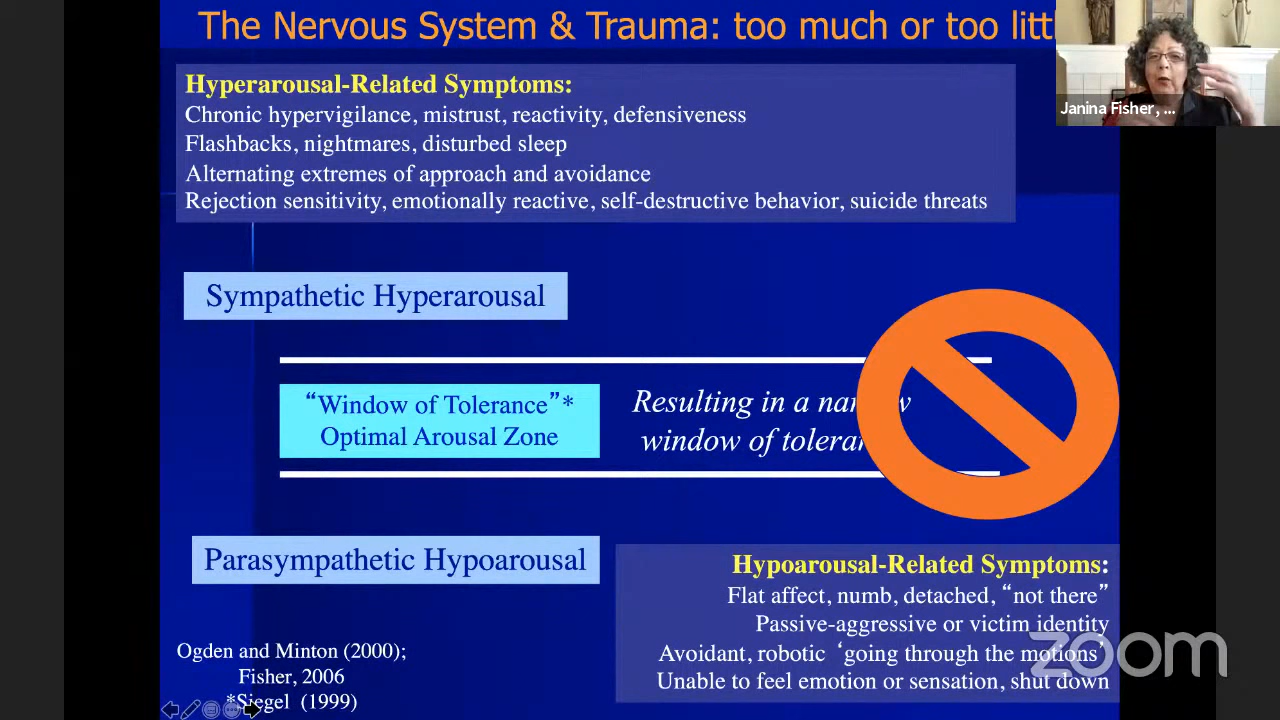 The Nervous System & Trauma: too much or too
Janina Fisher, ...
Hyperarousal-Related Symptoms:
Chronic hypervigilance, mistrust, reactivity, defensiveness
Flashbacks, nightmares, disturbed sleep
Alternating extremes of approach and avoidance
Rejection sensitivity, emotionally reactive, self-destructive behavior, suicide threats
Sympathetic Hyperarousal
“Window of Tolerance”*
Optimal Arousal Zone
Resulting in a
window of
Parasympathetic Hypoarousal
Hypoarousal-Related Symptoms:
Flat affect, numb, detached, “not there”
Passive-aggressive or victim identity
Avoidant, robotic ‘going through the motions’
Unable to feel emotion or sensation, shut down
zoom
Ogden and Minton (2000);
Fisher, 2006
*Siegel (1999)